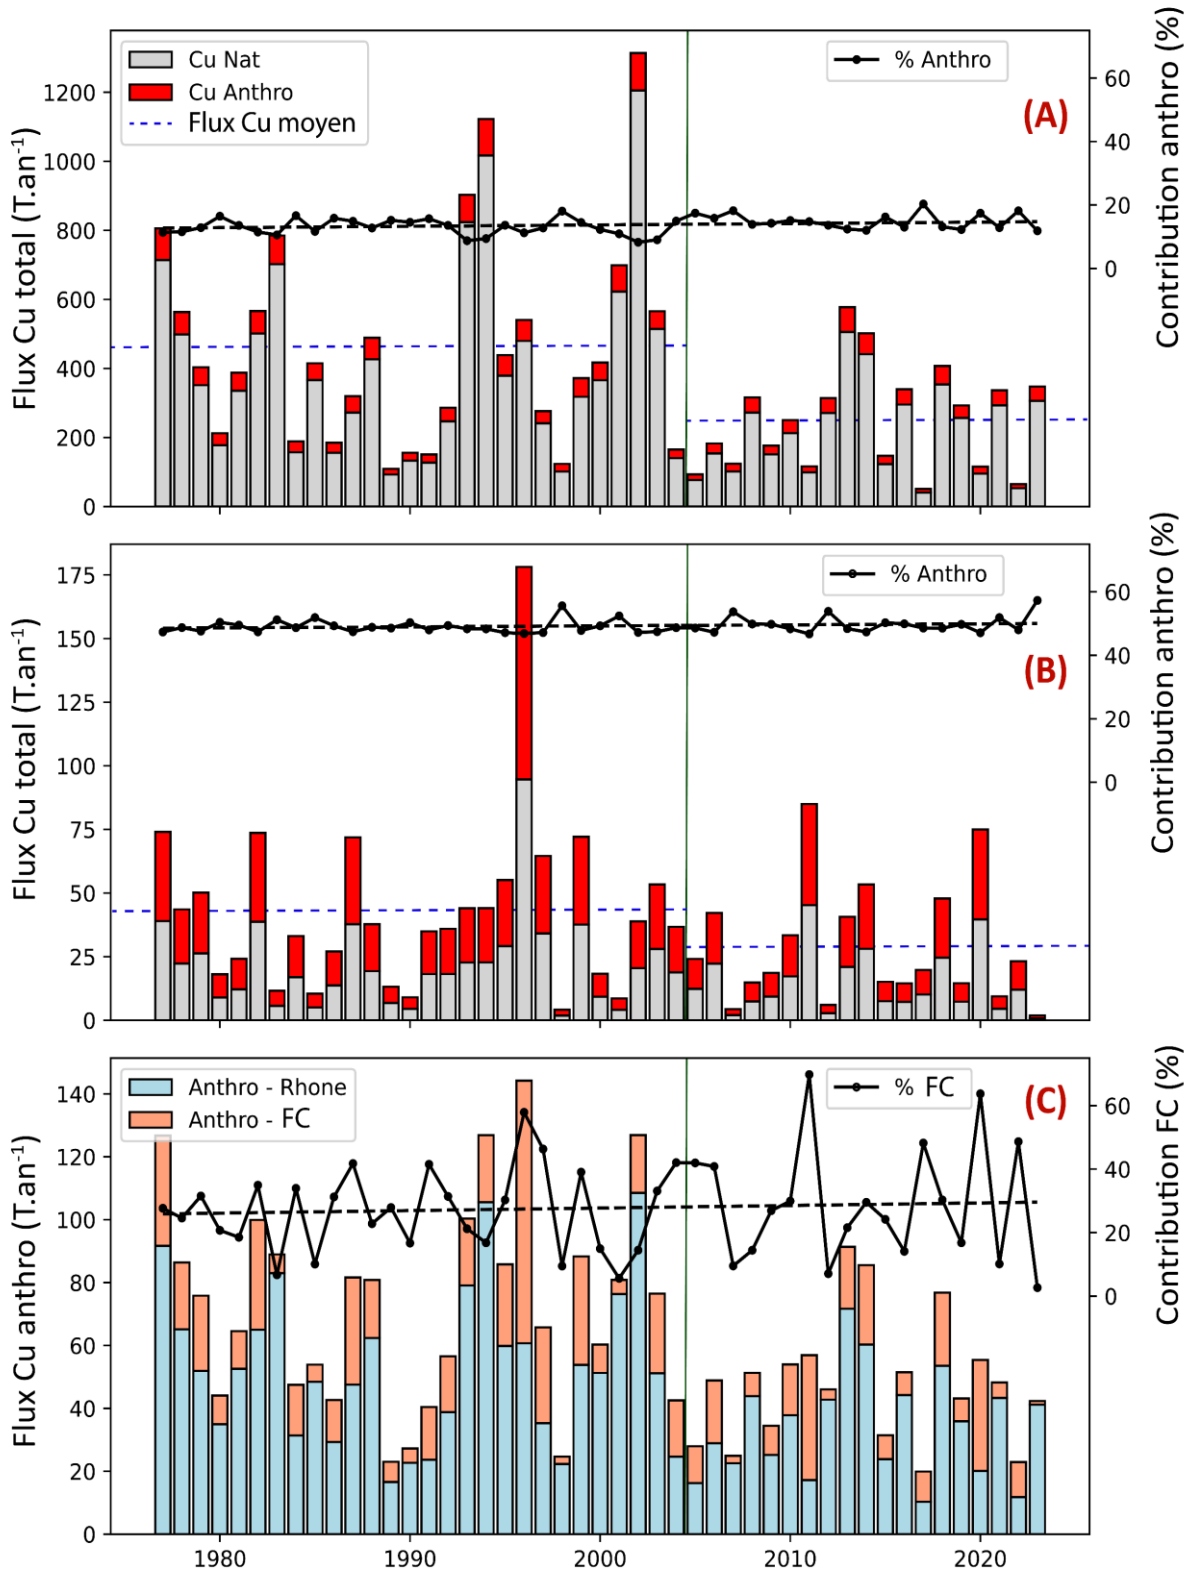 Cu Nat
Cu Anthro
Flux Cu moyen
% Anthro
(A)
Flux Cu total (T.an⁻¹)
0
200
400
600
800
1000
1200
Contribution anthro (%)
0
20
40
60
% Anthro
(B)
Flux Cu total (T.an⁻¹)
0
25
50
75
100
125
150
175
Contribution anthro (%)
0
20
40
60
Anthro - Rhone
Anthro - FC
% FC
(C)
Flux Cu anthro (T.an⁻¹)
0
20
40
60
80
100
120
140
Contribution FC (%)
0
20
40
60
1980
1990
2000
2010
2020